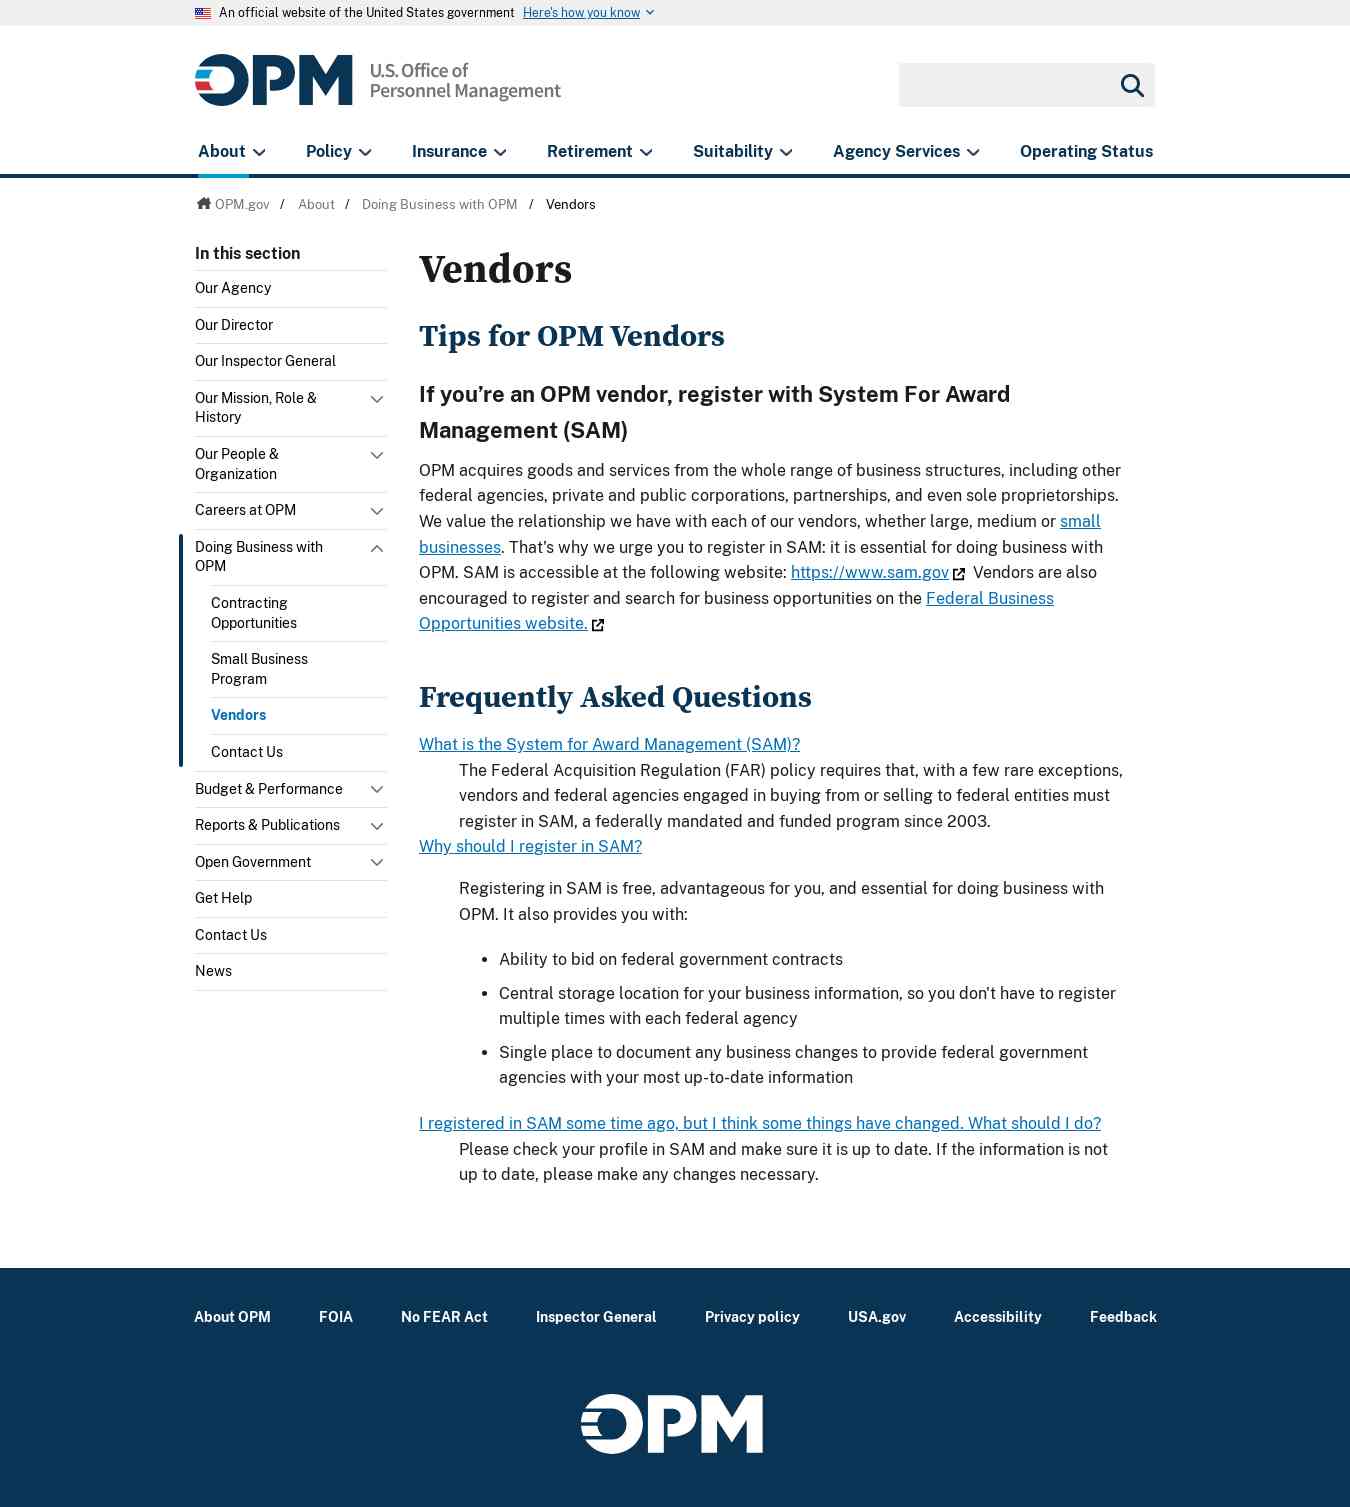 An official website of the United States government Here's how you know
OPM U.S. Office of
Personnel Management
About Policy Insurance Retirement Suitability Agency Services Operating Status
OPM.gov / About / Doing Business with OPM / Vendors
In this section
Our Agency
Our Director
Our Inspector General
Our Mission, Role &
History
Our People &
Organization
Careers at OPM
Doing Business with
OPM
Contracting
Opportunities
Small Business
Program
Vendors
Contact Us
Budget & Performance
Reports & Publications
Open Government
Get Help
Contact Us
News
Vendors
Tips for OPM Vendors
If you’re an OPM vendor, register with System For Award
Management (SAM)
OPM acquires goods and services from the whole range of business structures, including other
federal agencies, private and public corporations, partnerships, and even sole proprietorships.
We value the relationship we have with each of our vendors, whether large, medium or small
businesses. That's why we urge you to register in SAM: it is essential for doing business with
OPM. SAM is accessible at the following website: https://www.sam.gov Vendors are also
encouraged to register and search for business opportunities on the Federal Business
Opportunities website.
Frequently Asked Questions
What is the System for Award Management (SAM)?
The Federal Acquisition Regulation (FAR) policy requires that, with a few rare exceptions,
vendors and federal agencies engaged in buying from or selling to federal entities must
register in SAM, a federally mandated and funded program since 2003.
Why should I register in SAM?
Registering in SAM is free, advantageous for you, and essential for doing business with
OPM. It also provides you with:
• Ability to bid on federal government contracts
• Central storage location for your business information, so you don't have to register
multiple times with each federal agency
• Single place to document any business changes to provide federal government
agencies with your most up-to-date information
I registered in SAM some time ago, but I think some things have changed. What should I do?
Please check your profile in SAM and make sure it is up to date. If the information is not
up to date, please make any changes necessary.
About OPM FOIA No FEAR Act Inspector General Privacy policy USA.gov Accessibility Feedback
OPM